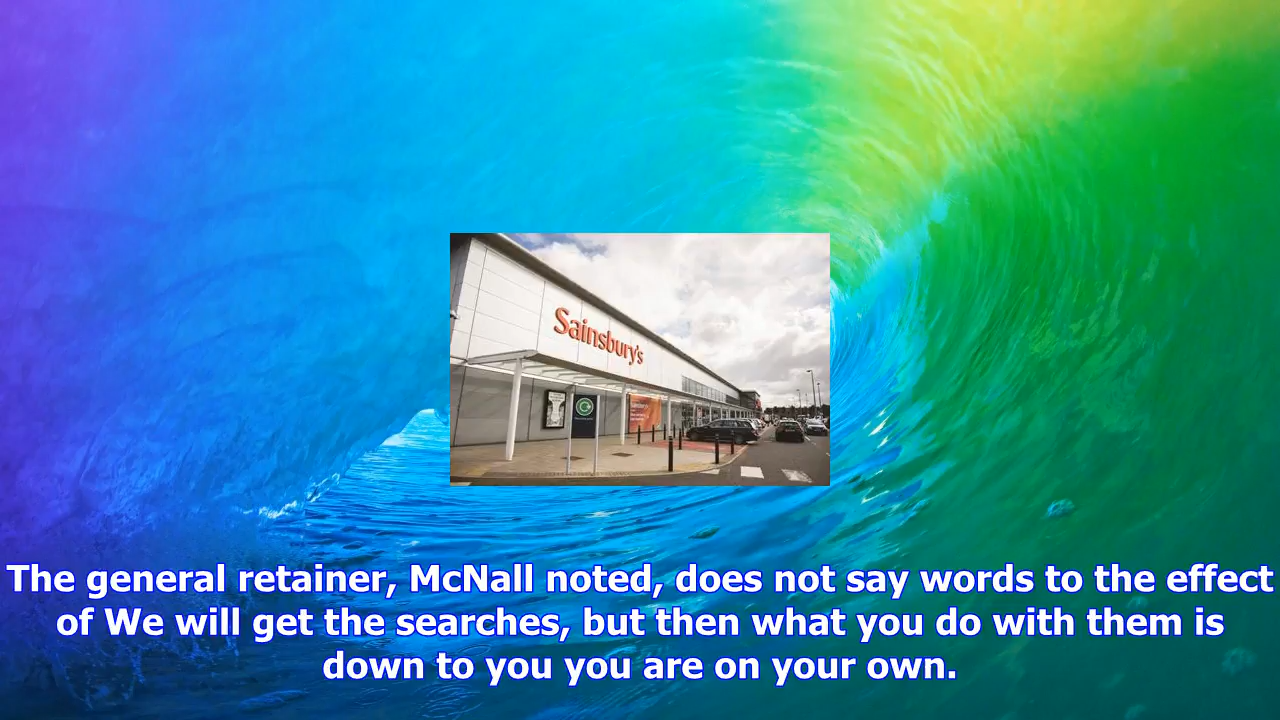 Sainsbury's
The general retainer, McNall noted, does not say words to the effect
of We will get the searches, but then what you do with them is
down to you you are on your own.